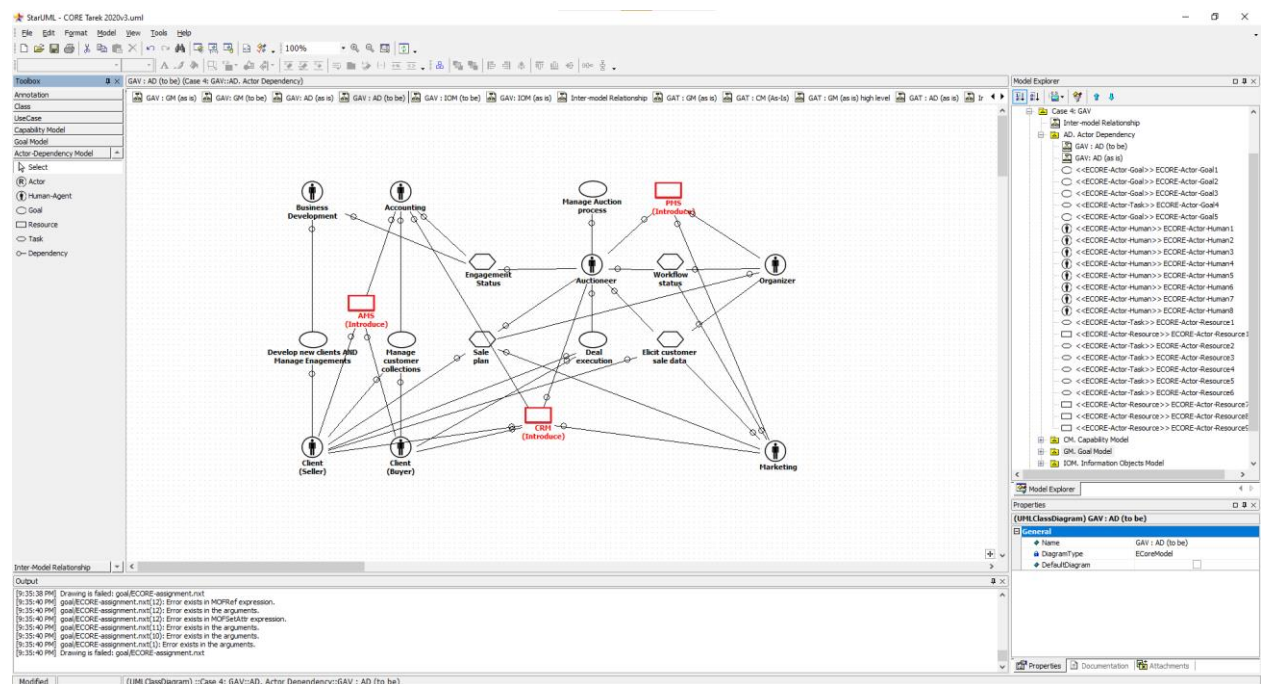 StarUML - CORE Tarek 2020v3.uml
File Edit Format Model View Tools Help
100%
Toolbox
Annotation
Class
UseCase
Capability Model
Goal Model
Actor-Dependency Model
Select
Actor
Human-Agent
Goal
Resource
Task
Dependency
Inter-Model Relationship
GAV : AD (to be) (Case 4: GAV::AD. Actor Dependency)
GAV : GM (as is) GAV: GM (to be) GAV: AD (as is) GAV : AD (to be) GAV : IOM (to be) GAV: IOM (as is) Inter-model Relationship GAT : GM (as is) GAT : CM (As-Is) GAT : GM (as is) high level GAT : AD (as is)
Business
Development
Accounting
Manage Auction
process
PMS
(Introduce)
Engagement
Status
Auctioneer
Workflow
status
Organizer
AMS
(Introduce)
Develop new clients AND
Manage Enagements
Manage
customer
collections
Sale
plan
Deal
execution
Elicit customer
sale data
CRM
(Introduce)
Client
(Seller)
Client
(Buyer)
Marketing
Model Explorer
Case 4: GAV
Inter-model Relationship
AD. Actor Dependency
GAV : AD (to be)
GAV: AD (as is)
<<ECORE-Actor-Goal>> ECORE-Actor-Goal1
<<ECORE-Actor-Goal>> ECORE-Actor-Goal2
<<ECORE-Actor-Goal>> ECORE-Actor-Goal3
<<ECORE-Actor-Task>> ECORE-Actor-Goal4
<<ECORE-Actor-Goal>> ECORE-Actor-Goal5
<<ECORE-Actor-Human>> ECORE-Actor-Human1
<<ECORE-Actor-Human>> ECORE-Actor-Human2
<<ECORE-Actor-Human>> ECORE-Actor-Human3
<<ECORE-Actor-Human>> ECORE-Actor-Human4
<<ECORE-Actor-Human>> ECORE-Actor-Human5
<<ECORE-Actor-Human>> ECORE-Actor-Human6
<<ECORE-Actor-Human>> ECORE-Actor-Human7
<<ECORE-Actor-Human>> ECORE-Actor-Human8
<<ECORE-Actor-Task>> ECORE-Actor-Resource1
<<ECORE-Actor-Resource>> ECORE-Actor-Resource1
<<ECORE-Actor-Task>> ECORE-Actor-Resource2
<<ECORE-Actor-Task>> ECORE-Actor-Resource3
<<ECORE-Actor-Task>> ECORE-Actor-Resource4
<<ECORE-Actor-Task>> ECORE-Actor-Resource5
<<ECORE-Actor-Task>> ECORE-Actor-Resource6
<<ECORE-Actor-Resource>> ECORE-Actor-Resource7
<<ECORE-Actor-Resource>> ECORE-Actor-Resource8
<<ECORE-Actor-Resource>> ECORE-Actor-Resource9
CM. Capability Model
GM. Goal Model
IOM. Information Objects Model
Model Explorer
Properties
(UMLClassDiagram) GAV : AD (to be)
General
Name GAV : AD (to be)
DiagramType ECoreModel
DefaultDiagram
Properties Documentation Attachments
Output
[9:35:38 PM] Drawing is failed: goal/ECORE-assignment.nxt
[9:35:40 PM] goal/ECORE-assignment.nxt(12): Error exists in MOFRef expression.
[9:35:40 PM] goal/ECORE-assignment.nxt(12): Error exists in the arguments.
[9:35:40 PM] goal/ECORE-assignment.nxt(12): Error exists in MOFSetAttr expression.
[9:35:40 PM] goal/ECORE-assignment.nxt(11): Error exists in the arguments.
[9:35:40 PM] goal/ECORE-assignment.nxt(10): Error exists in the arguments.
[9:35:40 PM] goal/ECORE-assignment.nxt(1): Error exists in the arguments.
[9:35:40 PM] Drawing is failed: goal/ECORE-assignment.nxt
Modified (UMLClassDiagram) ::Case 4: GAV::AD. Actor Dependency::GAV : AD (to be)